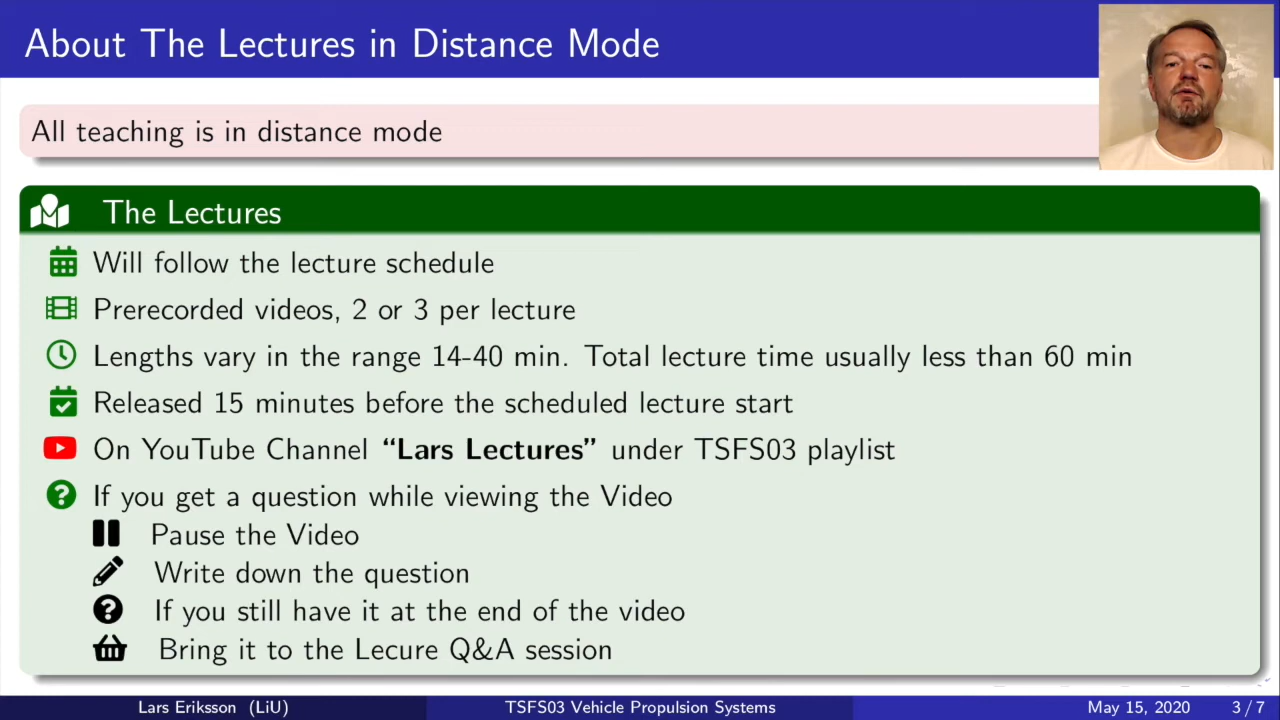 About The Lectures in Distance Mode
All teaching is in distance mode
The Lectures
Will follow the lecture schedule
Prerecorded videos, 2 or 3 per lecture
Lengths vary in the range 14-40 min. Total lecture time usually less than 60 min
Released 15 minutes before the scheduled lecture start
On YouTube Channel “Lars Lectures” under TSFS03 playlist
If you get a question while viewing the Video
Pause the Video
Write down the question
If you still have it at the end of the video
Bring it to the Lecure Q&A session
Lars Eriksson (LiU) TSFS03 Vehicle Propulsion Systems May 15, 2020 3 / 7